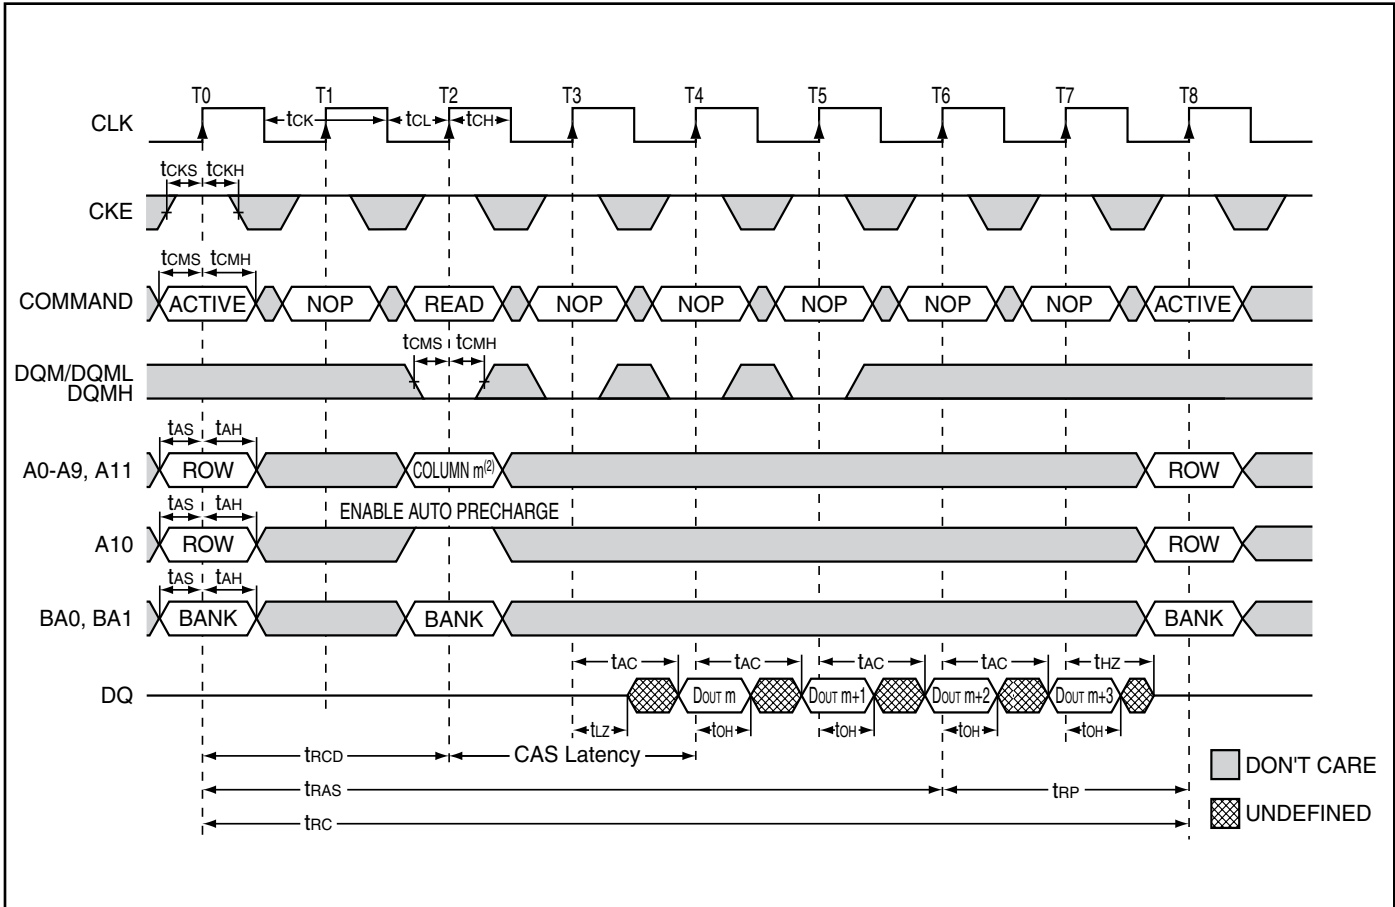 T0 T1 T2 T3 T4 T5 T6 T7 T8
CLK tCK tCL tCH
tCKS tCKH
CKE
tCMS tCMH
COMMAND ACTIVE NOP READ NOP NOP NOP NOP NOP ACTIVE
tCMS tCMH
DQM/DQML
DQMH
tAS tAH
A0-A9, A11 ROW COLUMN m(2) ROW
tAS tAH ENABLE AUTO PRECHARGE
A10 ROW ROW
tAS tAH
BA0, BA1 BANK BANK BANK
tAC tAC tAC tAC tHZ
DQ DOUT m DOUT m+1 DOUT m+2 DOUT m+3
tLZ tOH tOH tOH tOH
tRCD CAS Latency
DON'T CARE
tRAS tRP
UNDEFINED
tRC